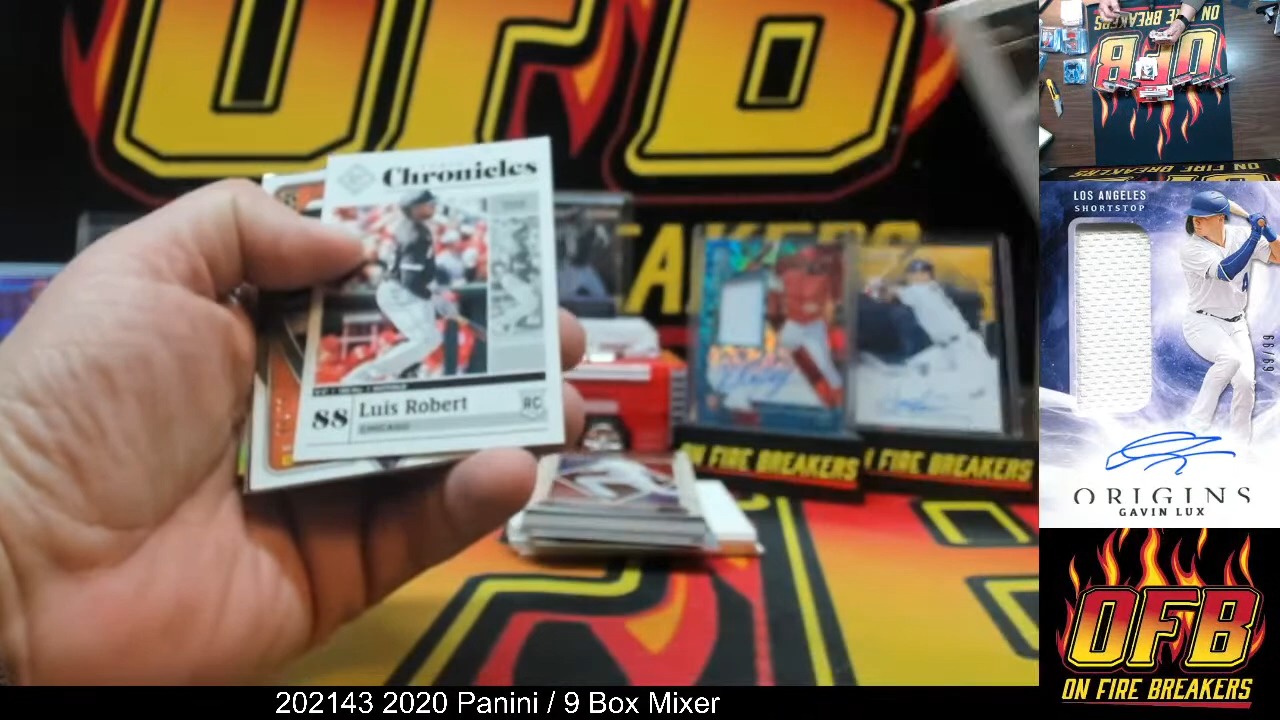 OFB
Chronicles
88 Luis Robert RC
CHICAGO
ON FIRE BREAKERS
FIRE BREAKERS
202143 2020 Panini / 9 Box Mixer
ON FIRE BREAKERS
OFB
LOS ANGELES
SHORTSTOP
ORIGINS
GAVIN LUX
OFB
ON FIRE BREAKERS